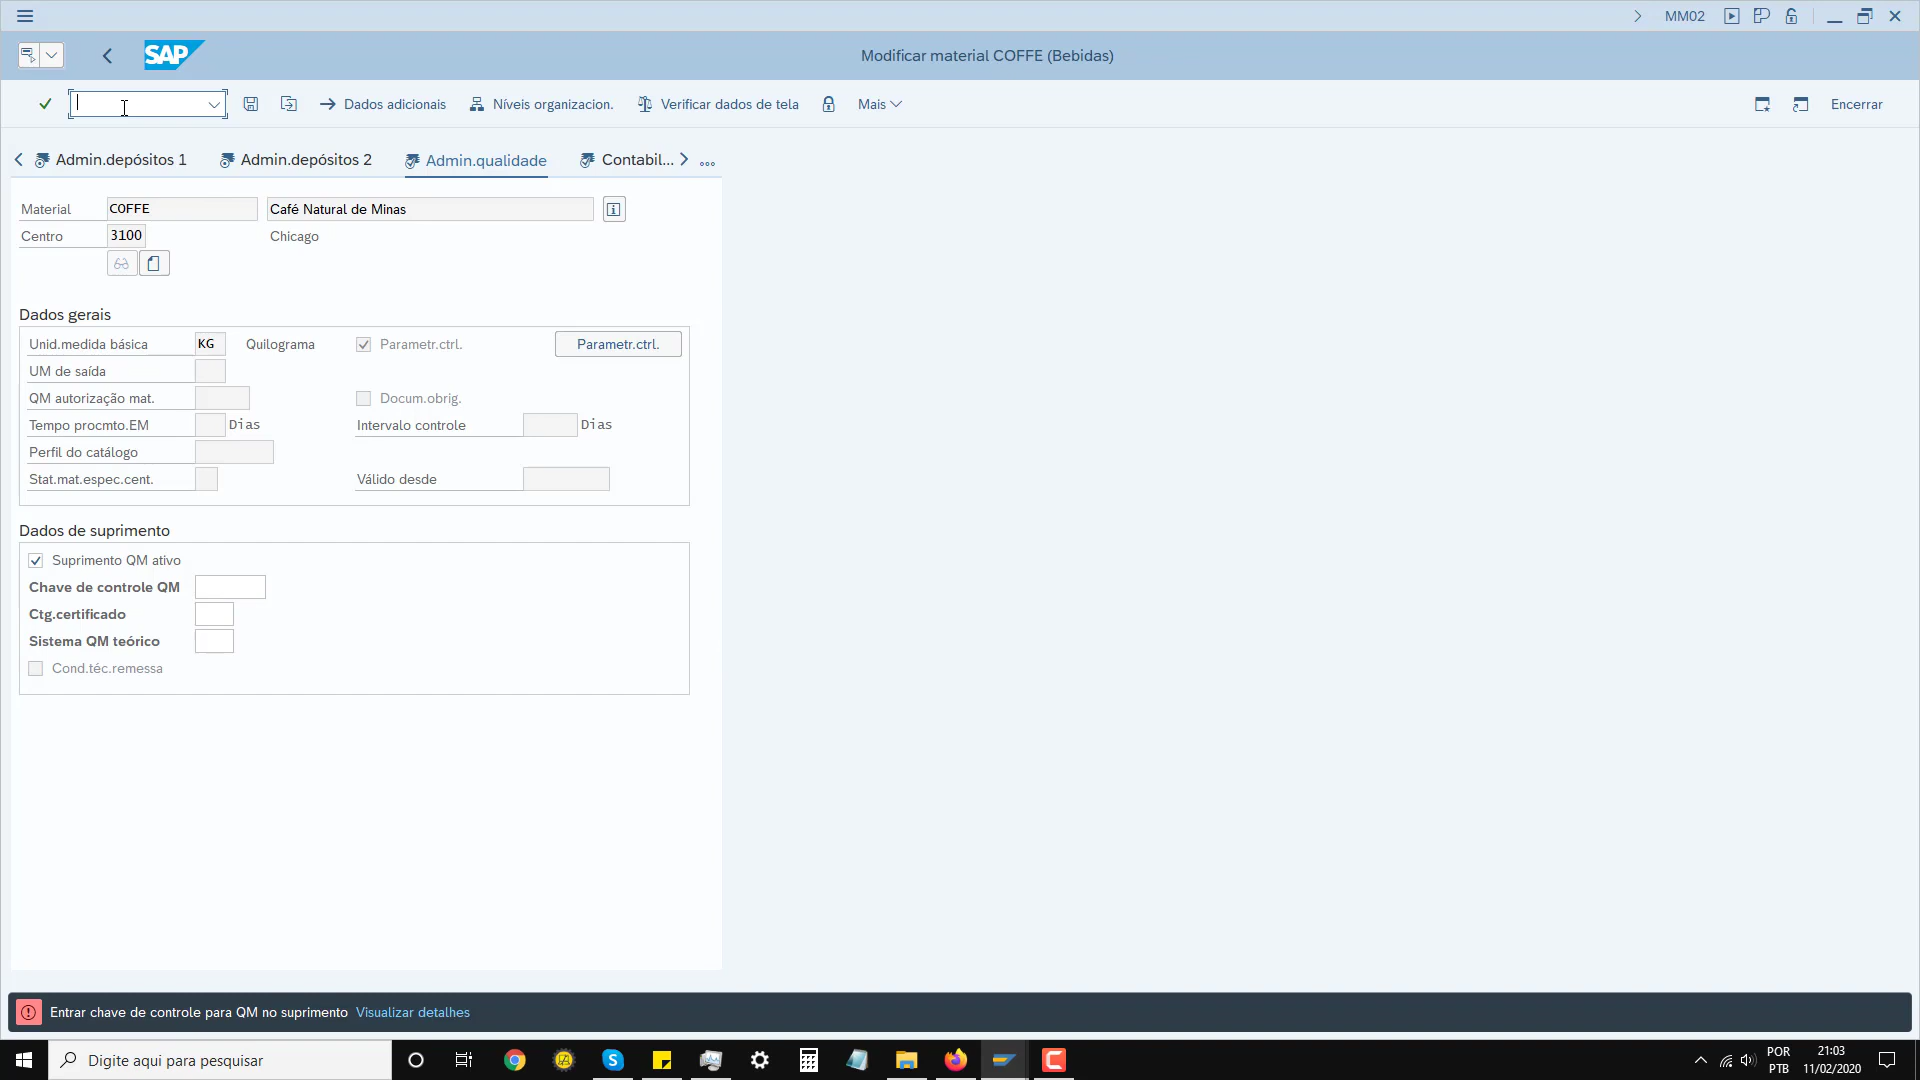 MM02
SAP
Modificar material COFFE (Bebidas)
Dados adicionais
Níveis organizacion.
Verificar dados de tela
Mais
Encerrar
Admin.depósitos 1
Admin.depósitos 2
Admin.qualidade
Contabil...
Material COFFE Café Natural de Minas
Centro 3100 Chicago
Dados gerais
Unid.medida básica KG Quilograma Parametr.ctrl. Parametr.ctrl.
UM de saída
QM autorização mat. Docum.obrig.
Tempo procmto.EM Dias Intervalo controle Dias
Perfil do catálogo
Stat.mat.espec.cent. Válido desde
Dados de suprimento
Suprimento QM ativo
Chave de controle QM
Ctg.certificado
Sistema QM teórico
Cond.téc.remessa
Entrar chave de controle para QM no suprimento Visualizar detalhes
Digite aqui para pesquisar
POR
PTB
21:03
11/02/2020